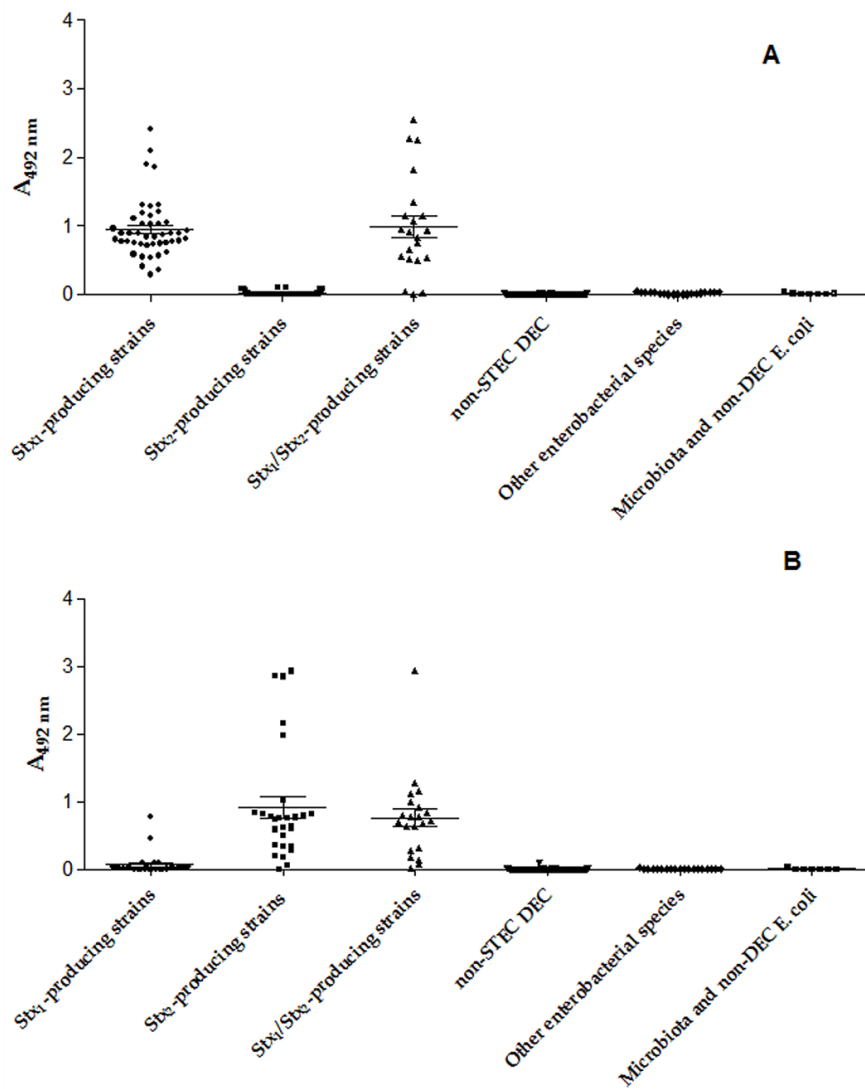 A
4
3
2
1
0
A492 nm
Stx1-producing strains
Stx2-producing strains
Stx1/Stx2-producing strains
non-STEC DEC
Other enterobacterial species
Microbiota and non-DEC E. coli
B
4
3
2
1
0
A492 nm
Stx1-producing strains
Stx2-producing strains
Stx1/Stx2-producing strains
non-STEC DEC
Other enterobacterial species
Microbiota and non-DEC E. coli